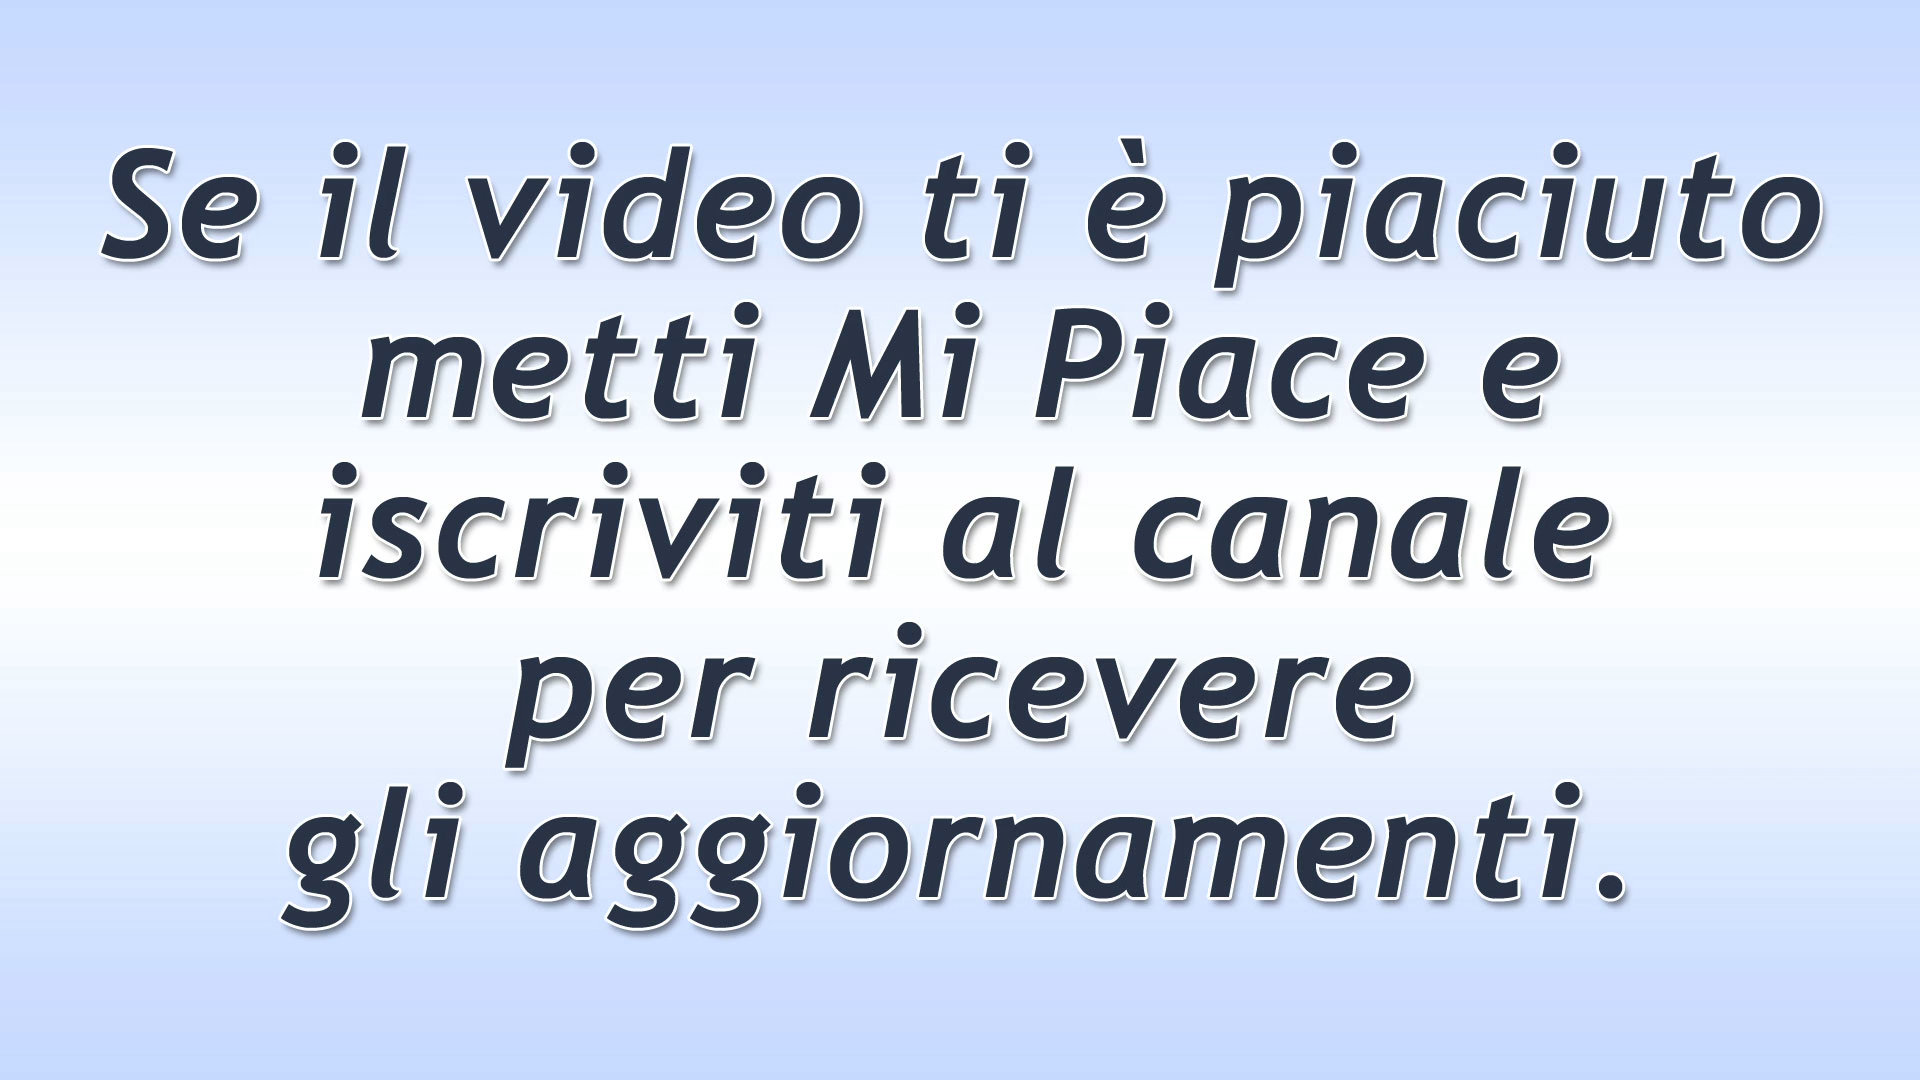 Se il video ti è piaciuto
metti Mi Piace e
iscriviti al canale
per ricevere
gli aggiornamenti.